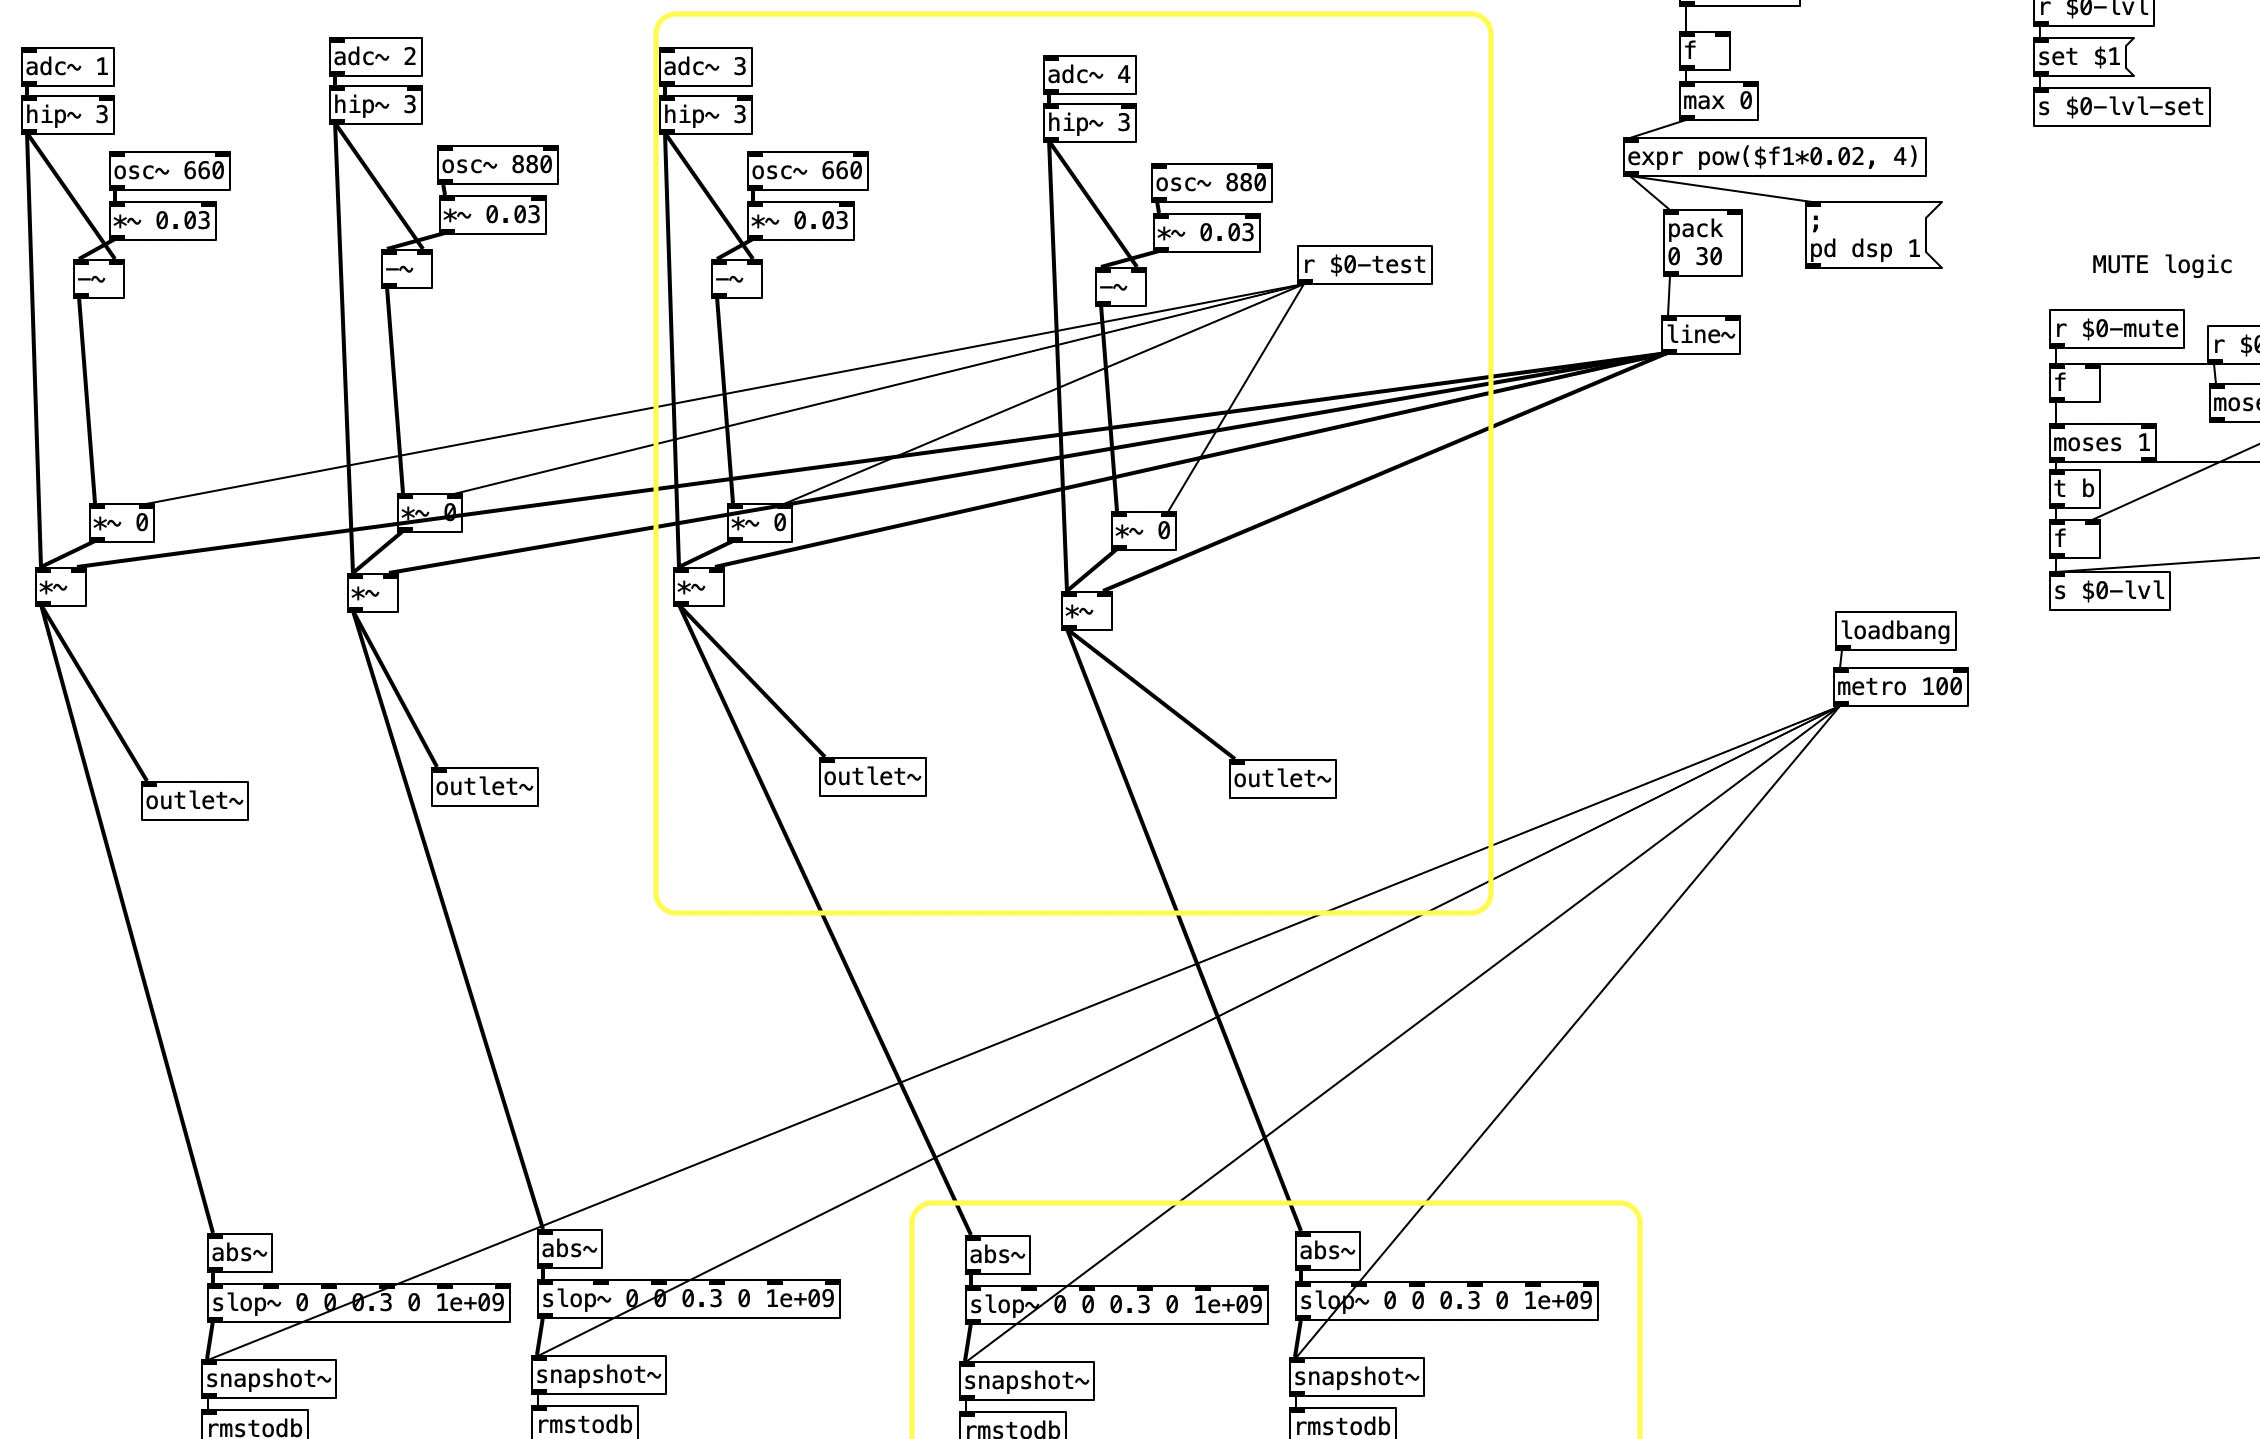 adc~ 1
hip~ 3
osc~ 660
*~ 0.03
-~
*~ 0
*~
outlet~
abs~
slop~ 0 0 0.3 0 1e+09
snapshot~
rmstodb
adc~ 2
hip~ 3
osc~ 880
*~ 0.03
-~
*~ 0
*~
outlet~
abs~
slop~ 0 0 0.3 0 1e+09
snapshot~
rmstodb
adc~ 3
hip~ 3
osc~ 660
*~ 0.03
-~
*~ 0
*~
outlet~
abs~
slop~ 0 0 0.3 0 1e+09
snapshot~
rmstodb
adc~ 4
hip~ 3
osc~ 880
*~ 0.03
-~
r $0-test
*~ 0
*~
outlet~
abs~
slop~ 0 0 0.3 0 1e+09
snapshot~
rmstodb
f
max 0
expr pow($f1*0.02, 4)
pack
0 30
;
pd dsp 1
line~
loadbang
metro 100
r $0-lvl
set $1
s $0-lvl-set
MUTE logic
r $0-mute
f
moses 1
t b
f
s $0-lvl
r $0
mose